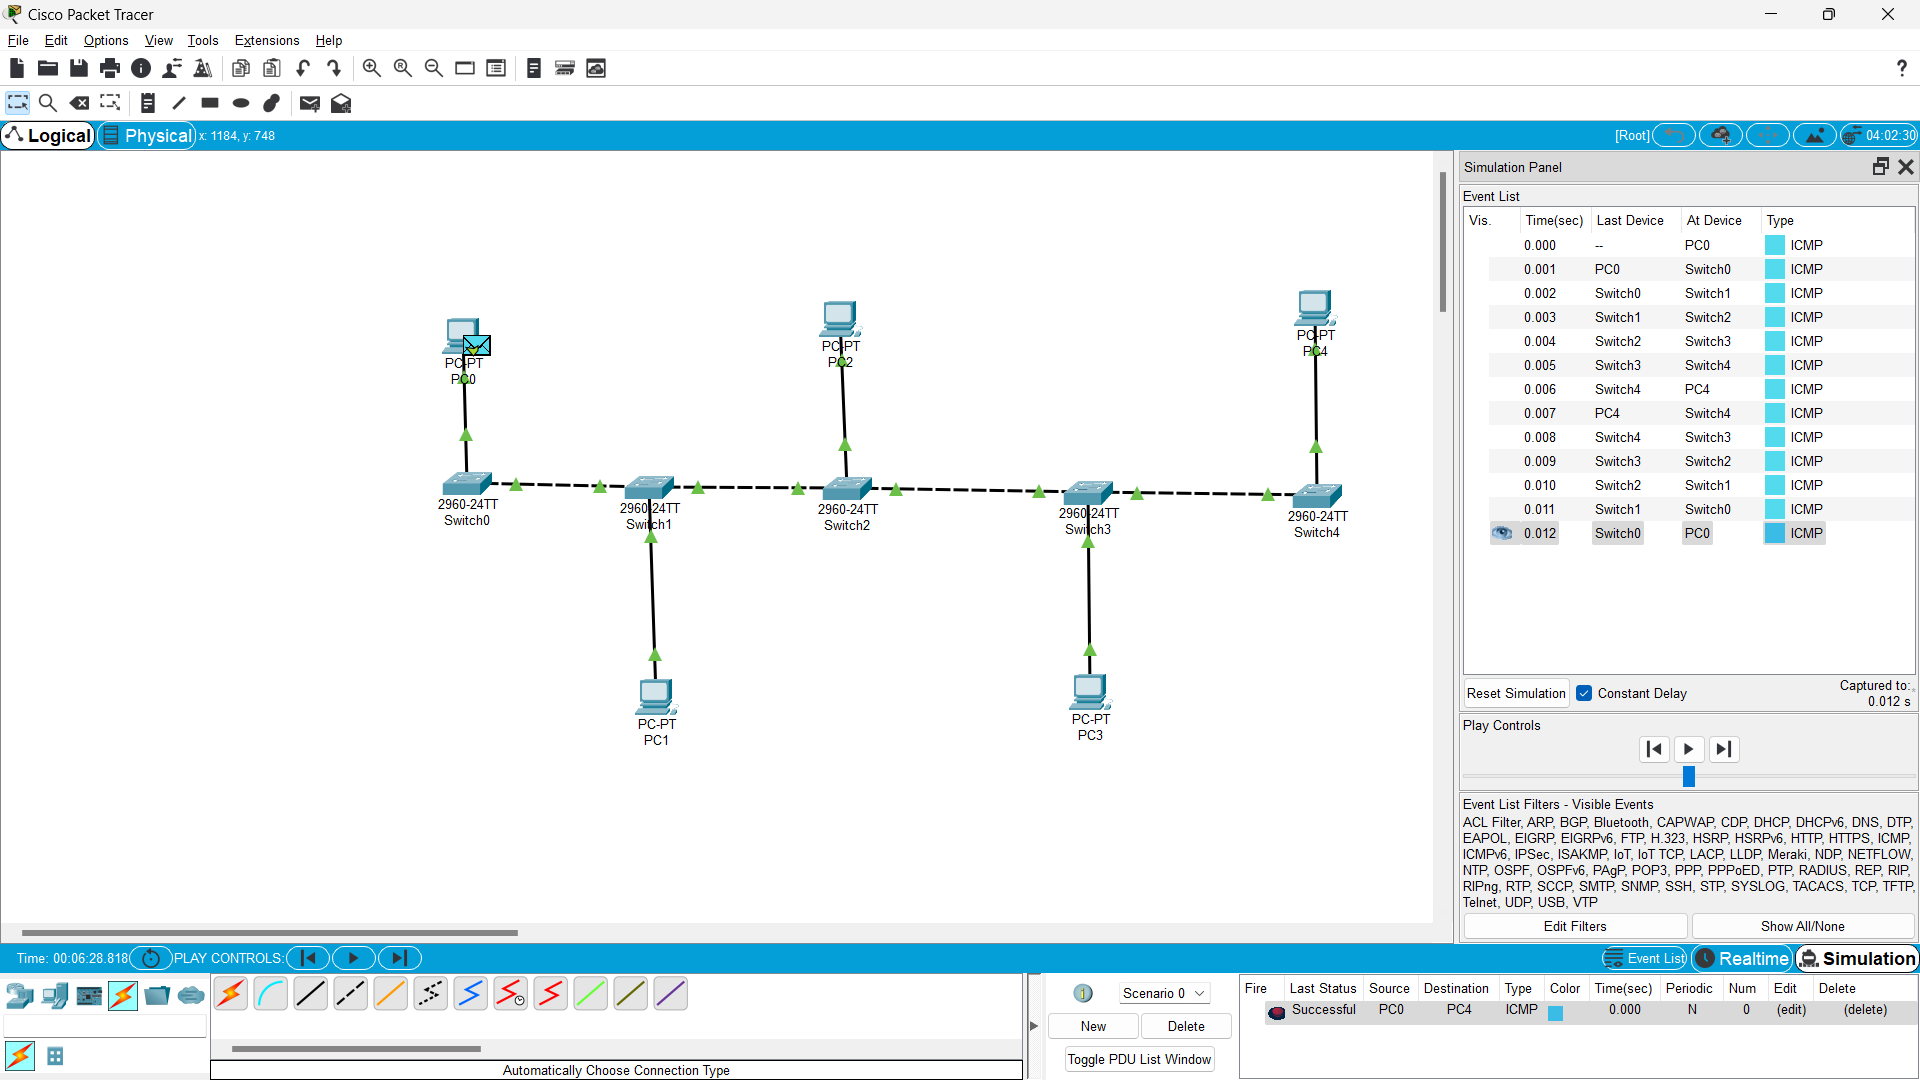 Cisco Packet Tracer
File Edit Options View Tools Extensions Help
?
Logical Physical x: 1184, y: 748 [Root] 04:02:30
Simulation Panel
Event List
Vis. Time(sec) Last Device At Device Type
0.000 -- PC0 ICMP
0.001 PC0 Switch0 ICMP
0.002 Switch0 Switch1 ICMP
0.003 Switch1 Switch2 ICMP
0.004 Switch2 Switch3 ICMP
0.005 Switch3 Switch4 ICMP
0.006 Switch4 PC4 ICMP
0.007 PC4 Switch4 ICMP
0.008 Switch4 Switch3 ICMP
0.009 Switch3 Switch2 ICMP
0.010 Switch2 Switch1 ICMP
0.011 Switch1 Switch0 ICMP
0.012 Switch0 PC0 ICMP
Reset Simulation Constant Delay Captured to:
0.012 s
Play Controls
Event List Filters - Visible Events
ACL Filter, ARP, BGP, Bluetooth, CAPWAP, CDP, DHCP, DHCPv6, DNS, DTP,
EAPOL, EIGRP, EIGRPv6, FTP, H.323, HSRP, HSRPv6, HTTP, HTTPS, ICMP,
ICMPv6, IPSec, ISAKMP, IoT, IoT TCP, LACP, LLDP, Meraki, NDP, NETFLOW,
NTP, OSPF, OSPFv6, PAgP, POP3, PPP, PPPoED, PTP, RADIUS, REP, RIP,
RIPng, RTP, SCCP, SMTP, SNMP, SSH, STP, SYSLOG, TACACS, TCP, TFTP,
Telnet, UDP, USB, VTP
Edit Filters Show All/None
PC-PT
PC0
PC-PT
PC2
PC-PT
PC4
2960-24TT
Switch0
2960-24TT
Switch1
2960-24TT
Switch2
2960-24TT
Switch3
2960-24TT
Switch4
PC-PT
PC1
PC-PT
PC3
Time: 00:06:28.818 PLAY CONTROLS: Event List Realtime Simulation
Automatically Choose Connection Type
Scenario 0
New Delete
Toggle PDU List Window
Fire Last Status Source Destination Type Color Time(sec) Periodic Num Edit Delete
Successful PC0 PC4 ICMP 0.000 N 0 (edit) (delete)